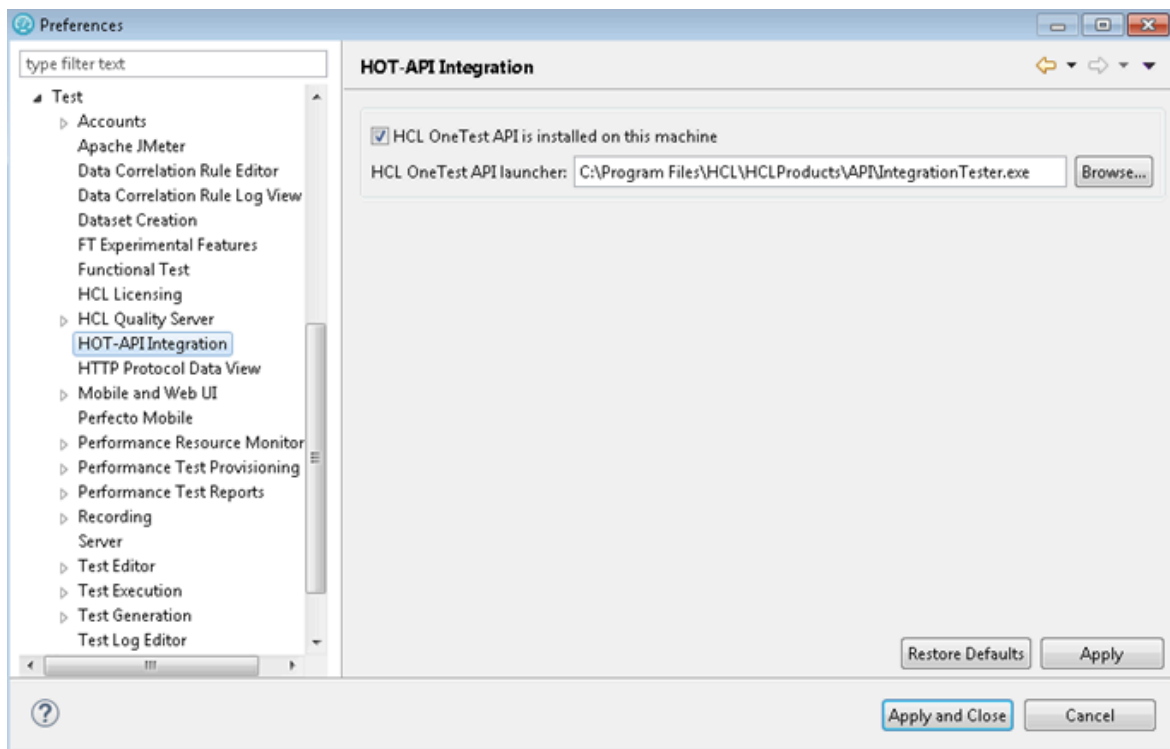 Preferences
type filter text
Test
Accounts
Apache JMeter
Data Correlation Rule Editor
Data Correlation Rule Log View
Dataset Creation
FT Experimental Features
Functional Test
HCL Licensing
HCL Quality Server
HOT-API Integration
HTTP Protocol Data View
Mobile and Web UI
Perfecto Mobile
Performance Resource Monitor
Performance Test Provisioning
Performance Test Reports
Recording
Server
Test Editor
Test Execution
Test Generation
Test Log Editor
HOT-API Integration
HCL OneTest API is installed on this machine
HCL OneTest API launcher: C:\Program Files\HCL\HCLProducts\API\IntegrationTester.exe Browse...
Restore Defaults Apply
Apply and Close Cancel